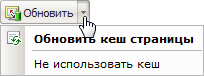 Обновить
Обновить кеш страницы
Не использовать кеш